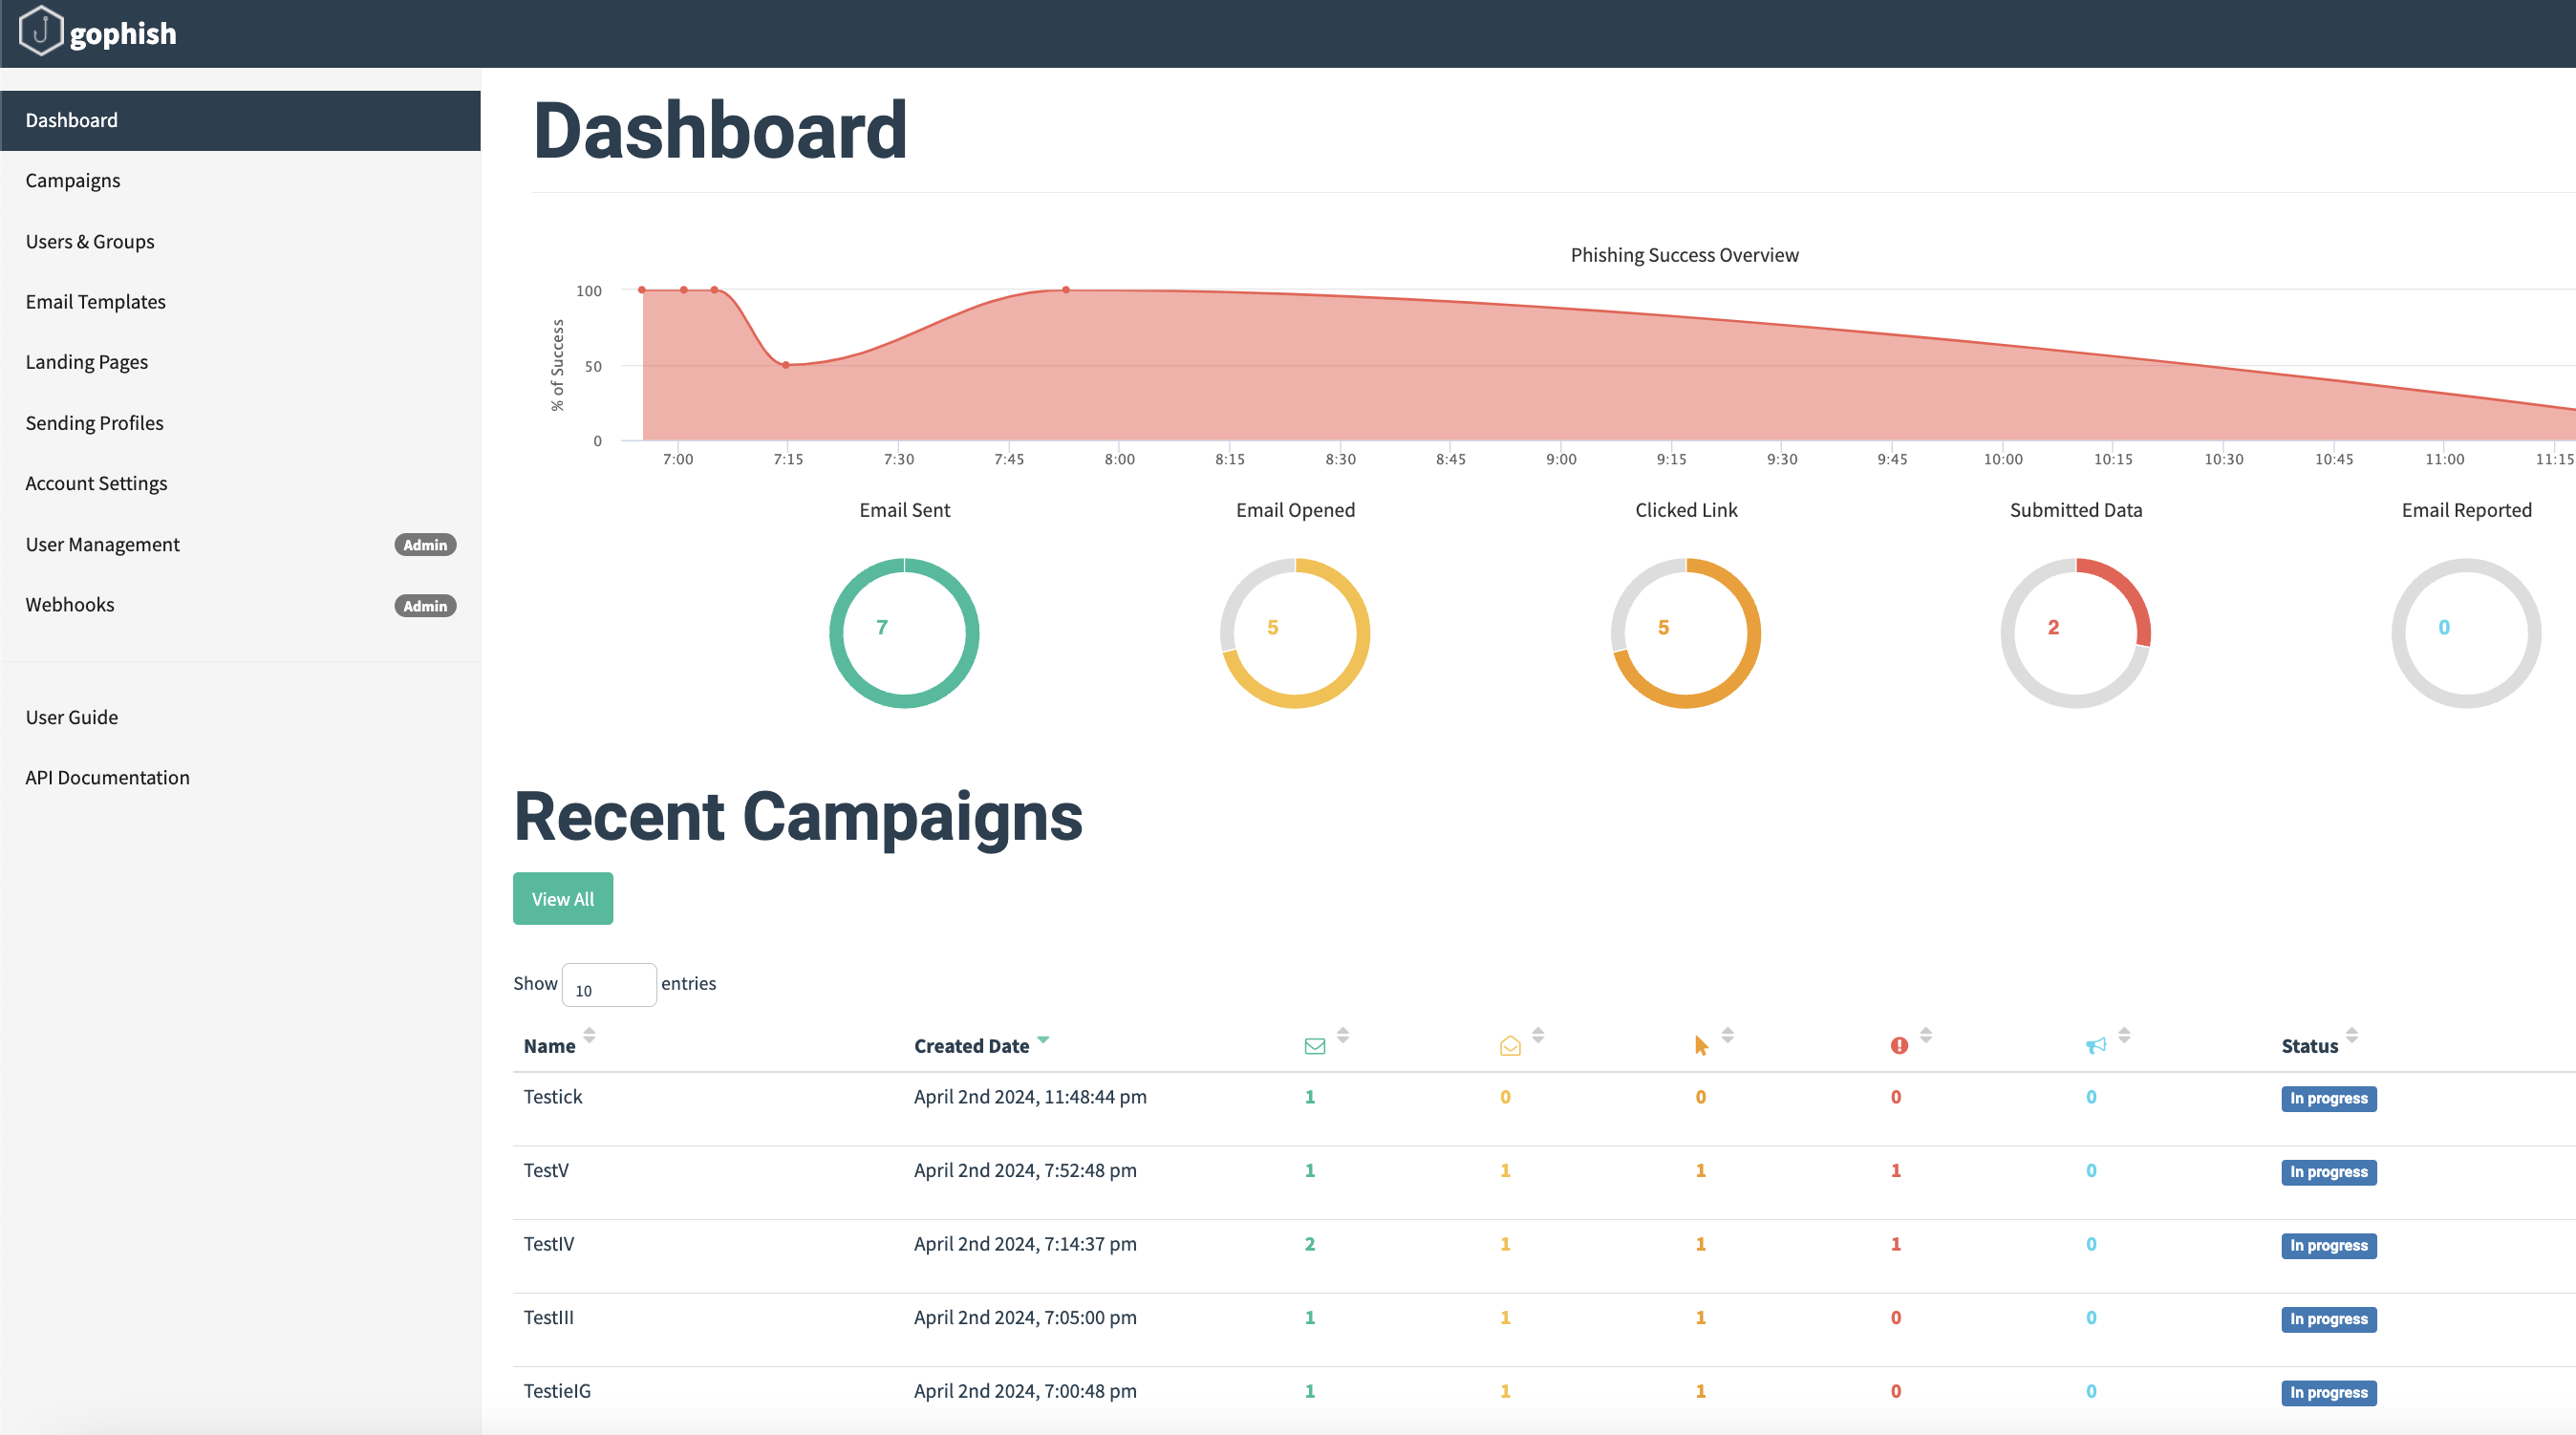 gophish
Dashboard
Campaigns
Users & Groups
Email Templates
Landing Pages
Sending Profiles
Account Settings
User Management Admin
Webhooks Admin
User Guide
API Documentation
Dashboard
Phishing Success Overview
% of Success
100
50
0
7:00 7:15 7:30 7:45 8:00 8:15 8:30 8:45 9:00 9:15 9:30 9:45 10:00 10:15 10:30 10:45 11:00 11:15
Email Sent Email Opened Clicked Link Submitted Data Email Reported
7 5 5 2 0
Recent Campaigns
View All
Show 10 entries
Name Created Date Status
Testick April 2nd 2024, 11:48:44 pm 1 0 0 0 0 In progress
TestV April 2nd 2024, 7:52:48 pm 1 1 1 1 0 In progress
TestIV April 2nd 2024, 7:14:37 pm 2 1 1 1 0 In progress
TestIII April 2nd 2024, 7:05:00 pm 1 1 1 0 0 In progress
TestieIG April 2nd 2024, 7:00:48 pm 1 1 1 0 0 In progress